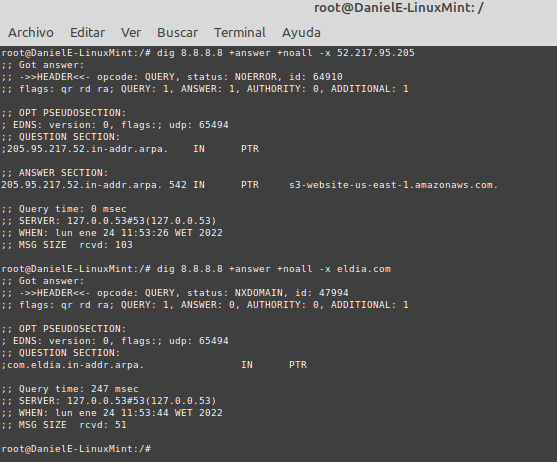 root@DanielE-LinuxMint: /
Archivo Editar Ver Buscar Terminal Ayuda
root@DanielE-LinuxMint:/# dig 8.8.8.8 +answer +noall -x 52.217.95.205
;; Got answer:
;; ->>HEADER<<- opcode: QUERY, status: NOERROR, id: 64910
;; flags: qr rd ra; QUERY: 1, ANSWER: 1, AUTHORITY: 0, ADDITIONAL: 1

;; OPT PSEUDOSECTION:
; EDNS: version: 0, flags:; udp: 65494
;; QUESTION SECTION:
;205.95.217.52.in-addr.arpa. IN PTR

;; ANSWER SECTION:
205.95.217.52.in-addr.arpa. 542 IN PTR s3-website-us-east-1.amazonaws.com.

;; Query time: 0 msec
;; SERVER: 127.0.0.53#53(127.0.0.53)
;; WHEN: lun ene 24 11:53:26 WET 2022
;; MSG SIZE rcvd: 103

root@DanielE-LinuxMint:/# dig 8.8.8.8 +answer +noall -x eldia.com
;; Got answer:
;; ->>HEADER<<- opcode: QUERY, status: NXDOMAIN, id: 47994
;; flags: qr rd ra; QUERY: 1, ANSWER: 0, AUTHORITY: 0, ADDITIONAL: 1

;; OPT PSEUDOSECTION:
; EDNS: version: 0, flags:; udp: 65494
;; QUESTION SECTION:
;com.eldia.in-addr.arpa. IN PTR

;; Query time: 247 msec
;; SERVER: 127.0.0.53#53(127.0.0.53)
;; WHEN: lun ene 24 11:53:44 WET 2022
;; MSG SIZE rcvd: 51

root@DanielE-LinuxMint:/#